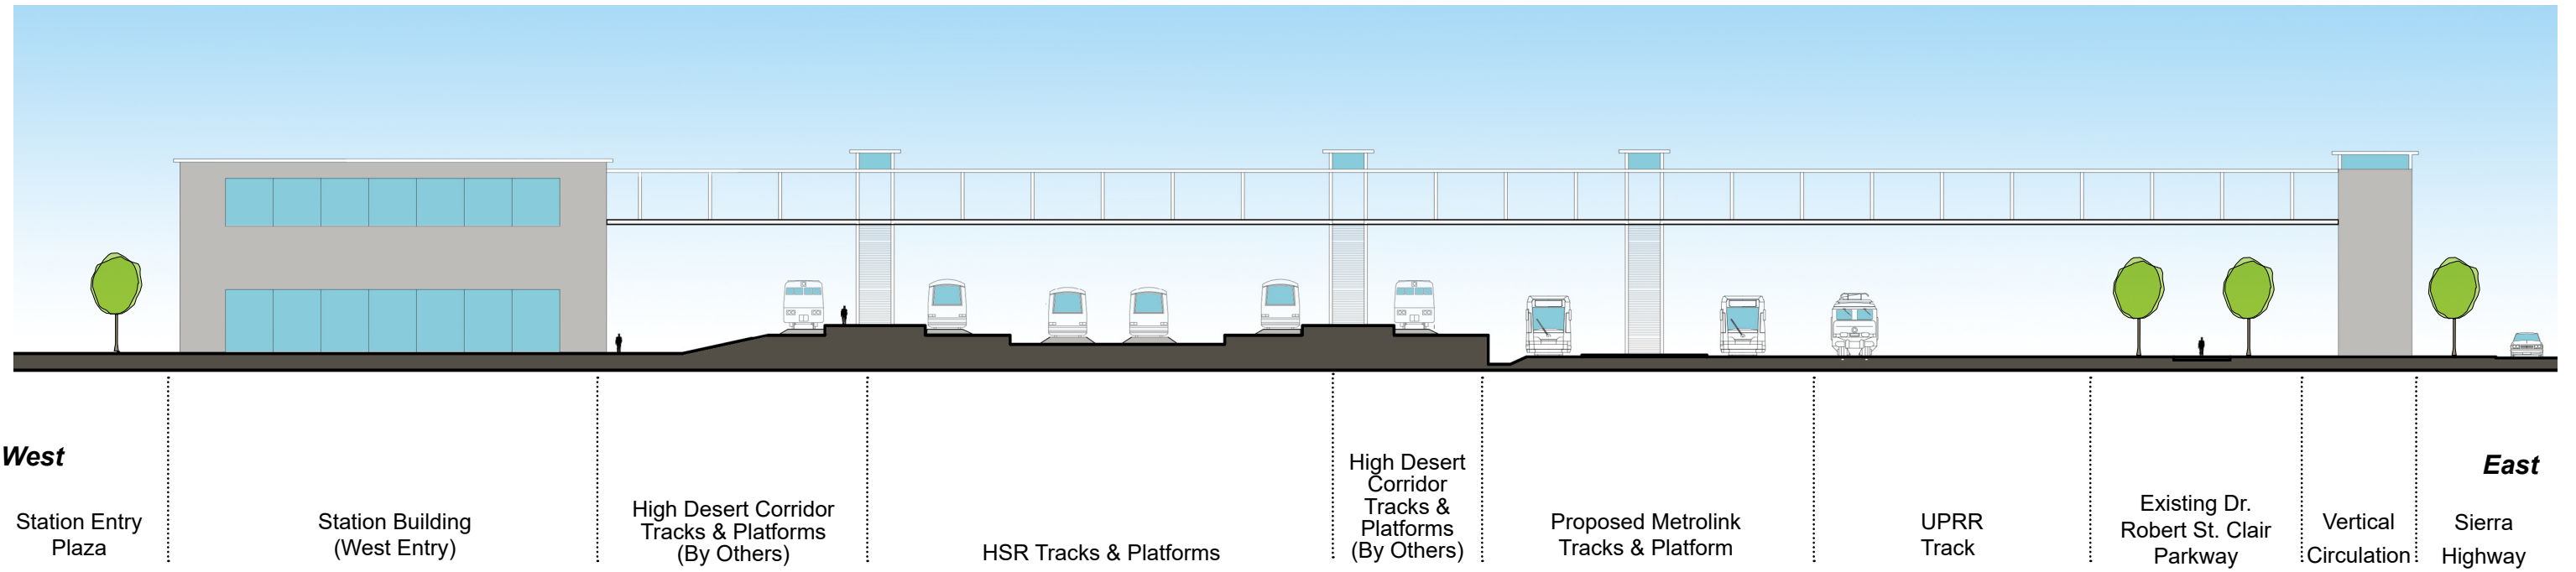 West
East
Station Entry
Plaza
Station Building
(West Entry)
High Desert Corridor
Tracks & Platforms
(By Others)
HSR Tracks & Platforms
High Desert
Corridor
Tracks &
Platforms
(By Others)
Proposed Metrolink
Tracks & Platform
UPRR
Track
Existing Dr.
Robert St. Clair
Parkway
Vertical
Circulation
Sierra
Highway